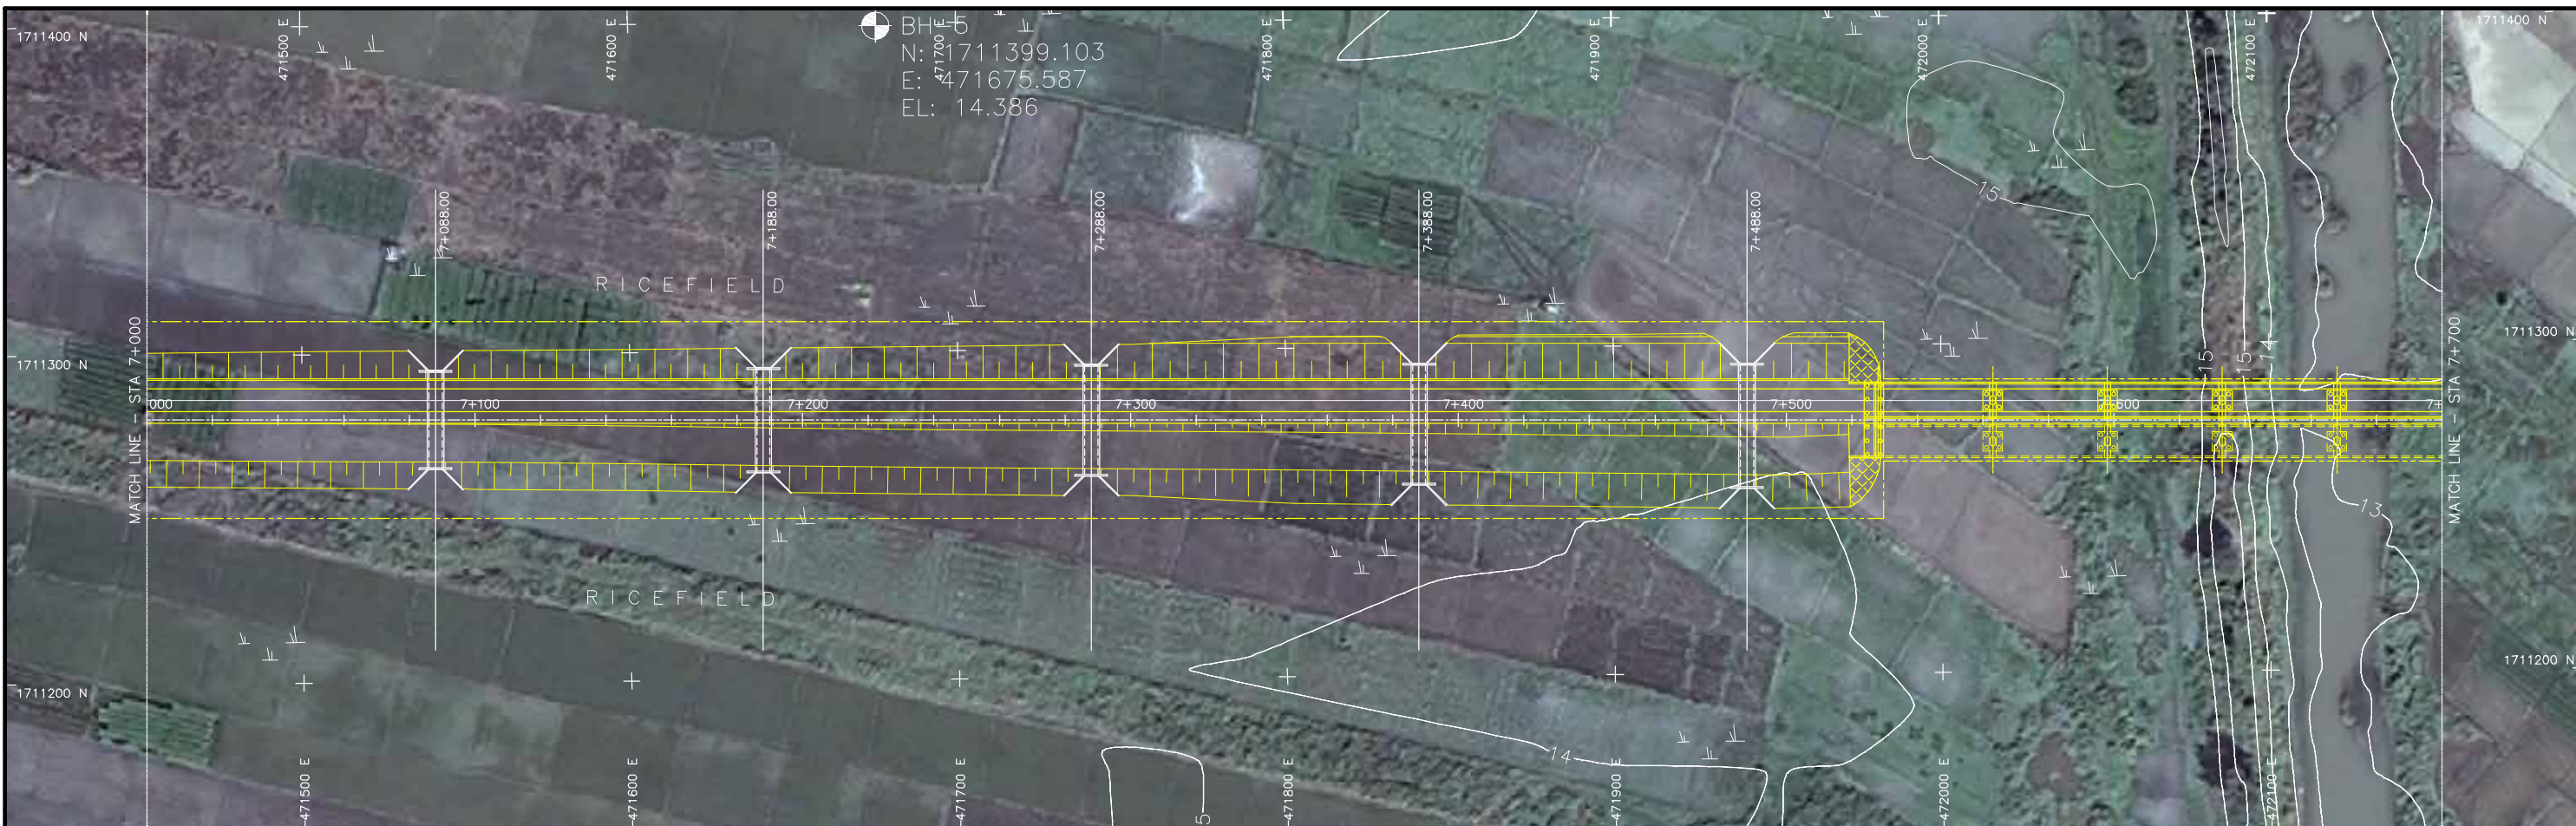 1711400 N
471500 E
471600 E
471700 E
471800 E
471900 E
472000 E
472100 E
1711400 N
BH-5
N: 1711399.103
E: 471675.587
EL: 14.386
7+088.00
7+188.00
7+288.00
7+388.00
7+488.00
15
RICEFIELD
1711300 N
1711300 N
MATCH LINE - STA 7+000
MATCH LINE - STA 7+700
15
15
14
000
7+100
7+200
7+300
7+400
7+500
600
7+
13
RICEFIELD
1711200 N
1711200 N
14
471500 E
471600 E
471700 E
5
471800 E
471900 E
472000 E
472100 E